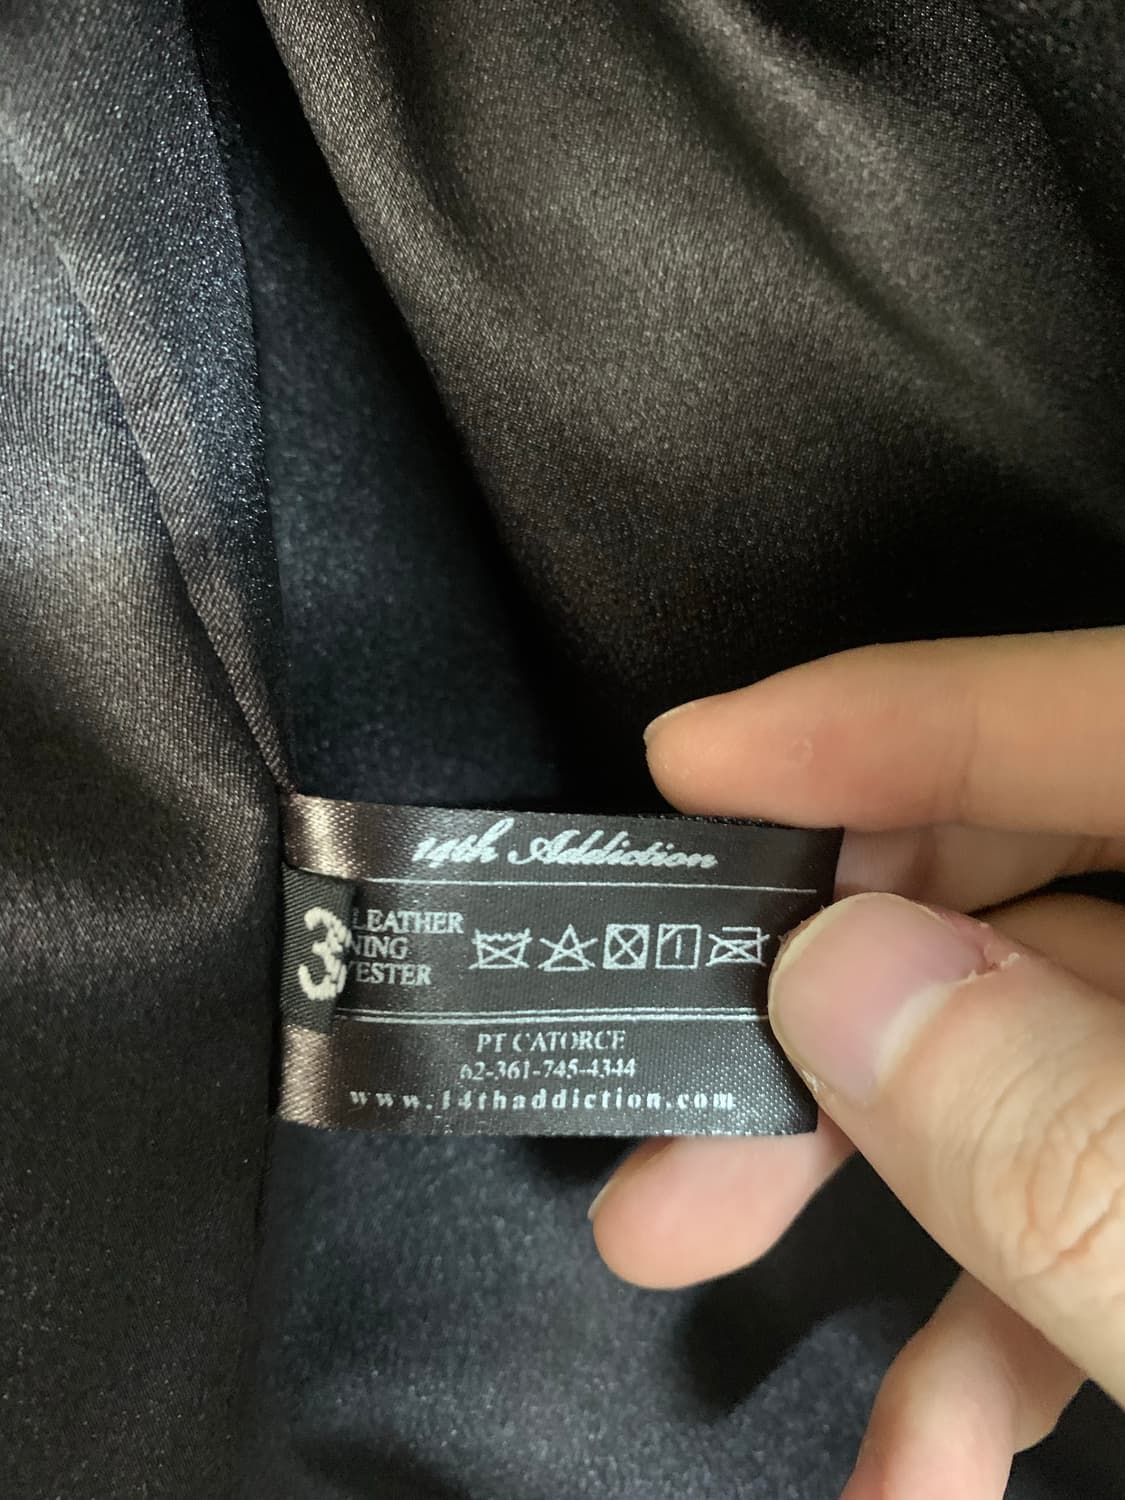 14th Addiction
3
LEATHER
NING
YESTER
PT CATORCE
62-361-745-4344
www.14thaddiction.com